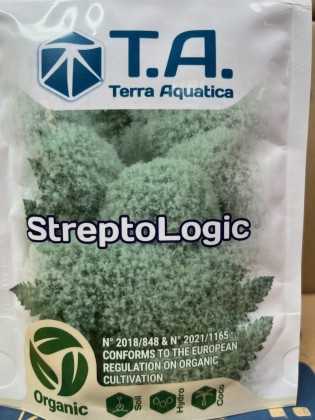 T.A.
Terra Aquatica
StreptoLogic
N° 2018/848 & N° 2021/1165
CONFORMS TO THE EUROPEAN
REGULATION ON ORGANIC
CULTIVATION
Organic
Soil
Hydro
Coco